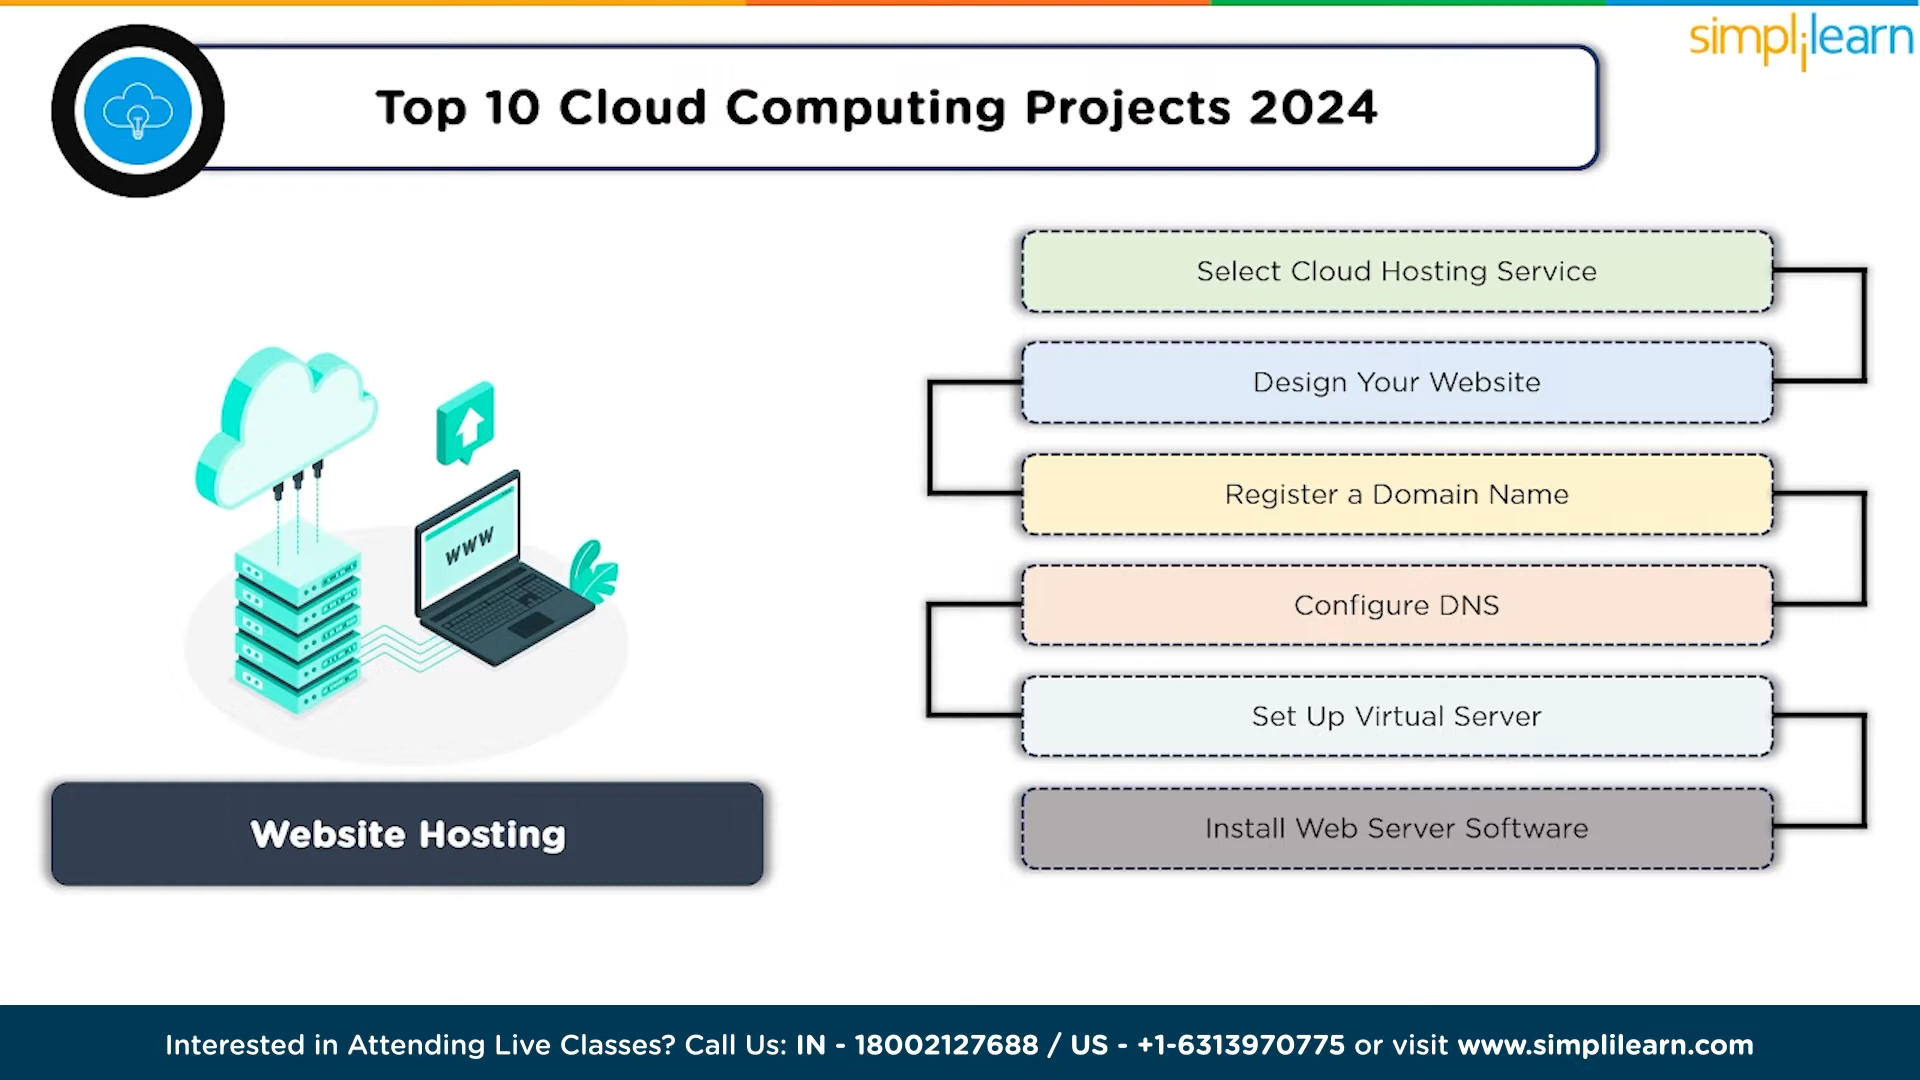 simplilearn
Top 10 Cloud Computing Projects 2024
Select Cloud Hosting Service
Design Your Website
Register a Domain Name
Configure DNS
Set Up Virtual Server
Install Web Server Software
WWW
Website Hosting
Interested in Attending Live Classes? Call Us: IN - 18002127688 / US - +1-6313970775 or visit www.simplilearn.com